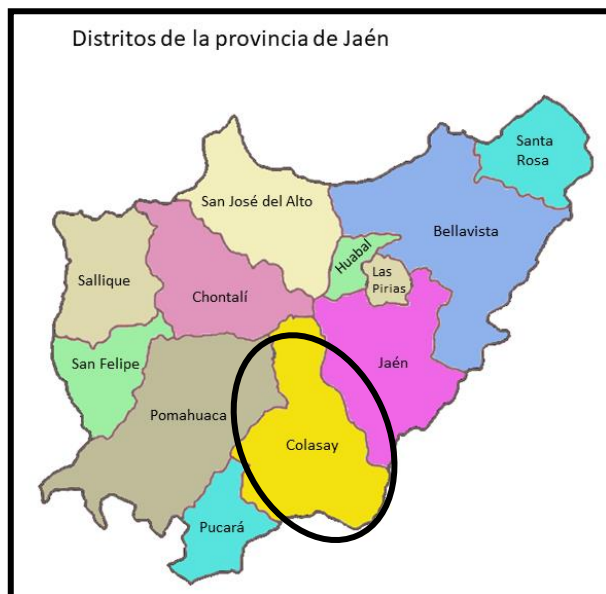 Distritos de la provincia de Jaén
Santa
Rosa
San José del Alto
Bellavista
Huabal
Las
Pirias
Sallique
Chontalí
San Felipe
Jaén
Pomahuaca
Colasay
Pucará